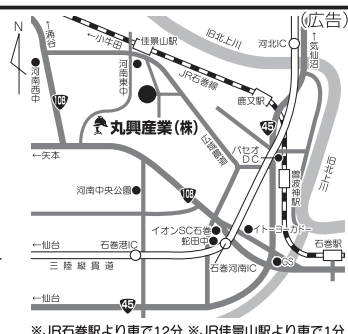 (広告)
N
↑涌谷
←小牛田
佳景山駅
旧北上川
河北IC
↑気仙沼
河南西中
河南東中
JR石巻線
鹿又駅
108
45
丸興産業(株)
パセオ
DC
旧北上川
←矢本
曽波神駅
河南中央公園
108
イオンSC石巻
イトーヨーカドー
蛇田中
石巻駅
←仙台
石巻港IC
三陸縦貫道
石巻河南IC
GS
←仙台
45
※JR石巻駅より車で12分 ※JR佳景山駅より車で1分